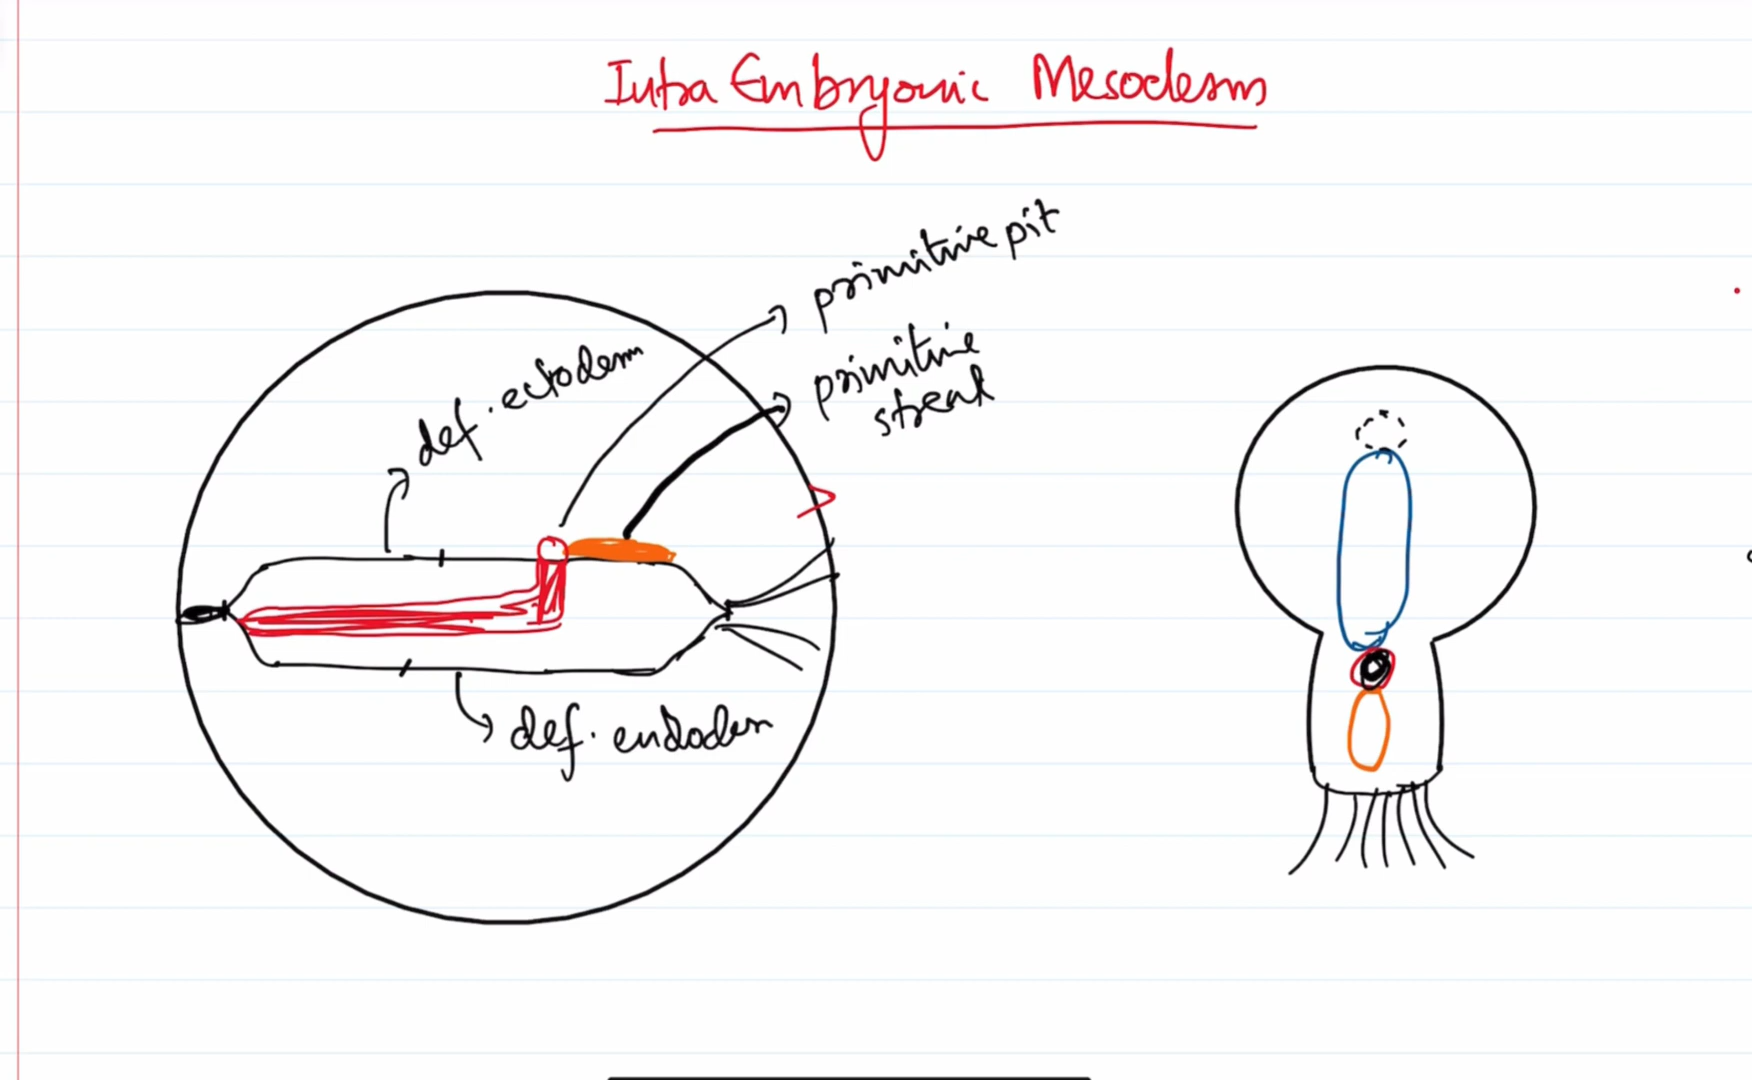 Intra Embryonic Mesoderm
primitive pit
primitive
streak
def. ectoderm
def. endoderm